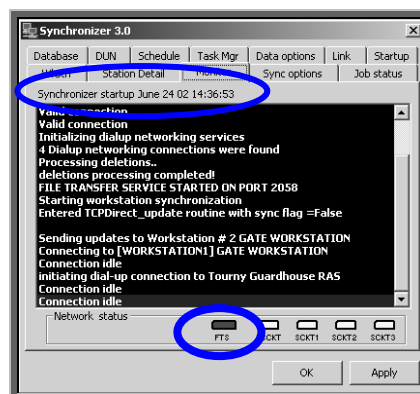 Synchronizer 3.0
Database DUN Schedule Task Mgr Data options Link Startup
Station Detail Sync options Job status
Synchronizer startup June 24 02 14:36:53
Valid connection
Valid connection
Initializing dialup networking services
4 Dialup networking connections were found
Processing deletions..
deletions processing completed!
FILE TRANSFER SERVICE STARTED ON PORT 2058
Starting workstation synchronization
Entered TCPDirect_update routine with sync flag =False
Sending updates to Workstation # 2 GATE WORKSTATION
Connecting to [WORKSTATION1] GATE WORKSTATION
Connection idle
initiating dial-up connection to Tourny Guardhouse RAS
Connection idle
Connection idle
Network status
FTS SCKT SCKT1 SCKT2 SCKT3
OK Apply